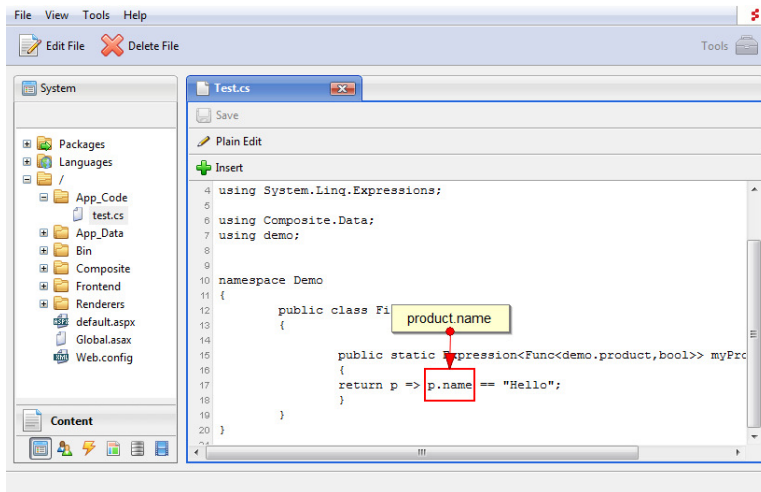 File View Tools Help
Edit File Delete File Tools
System
Packages
Languages
/
App_Code
test.cs
App_Data
Bin
Composite
Frontend
Renderers
default.aspx
Global.asax
Web.config
Content
Test.cs
Save
Plain Edit
Insert
4 using System.Linq.Expressions;
5
6 using Composite.Data;
7 using demo;
8
9
10 namespace Demo
11 {
12 public class Fi
product.name
13 {
14
15 public static Expression<Func<demo.product,bool>> myPro
16 {
17 return p => p.name == "Hello";
18 }
19 }
20 }